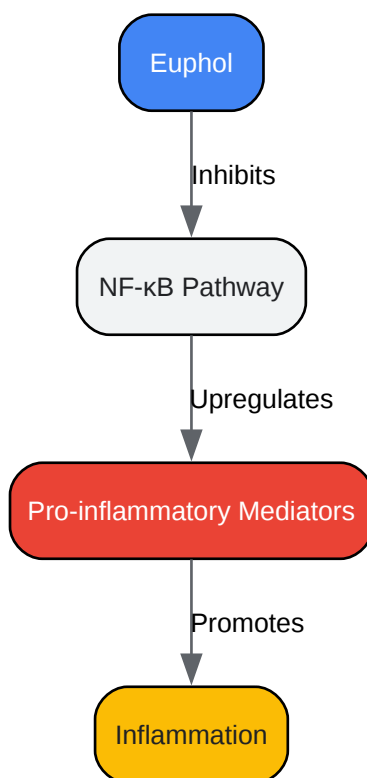 Euphol
Inhibits
NF-κB Pathway
Upregulates
Pro-inflammatory Mediators
Promotes
Inflammation